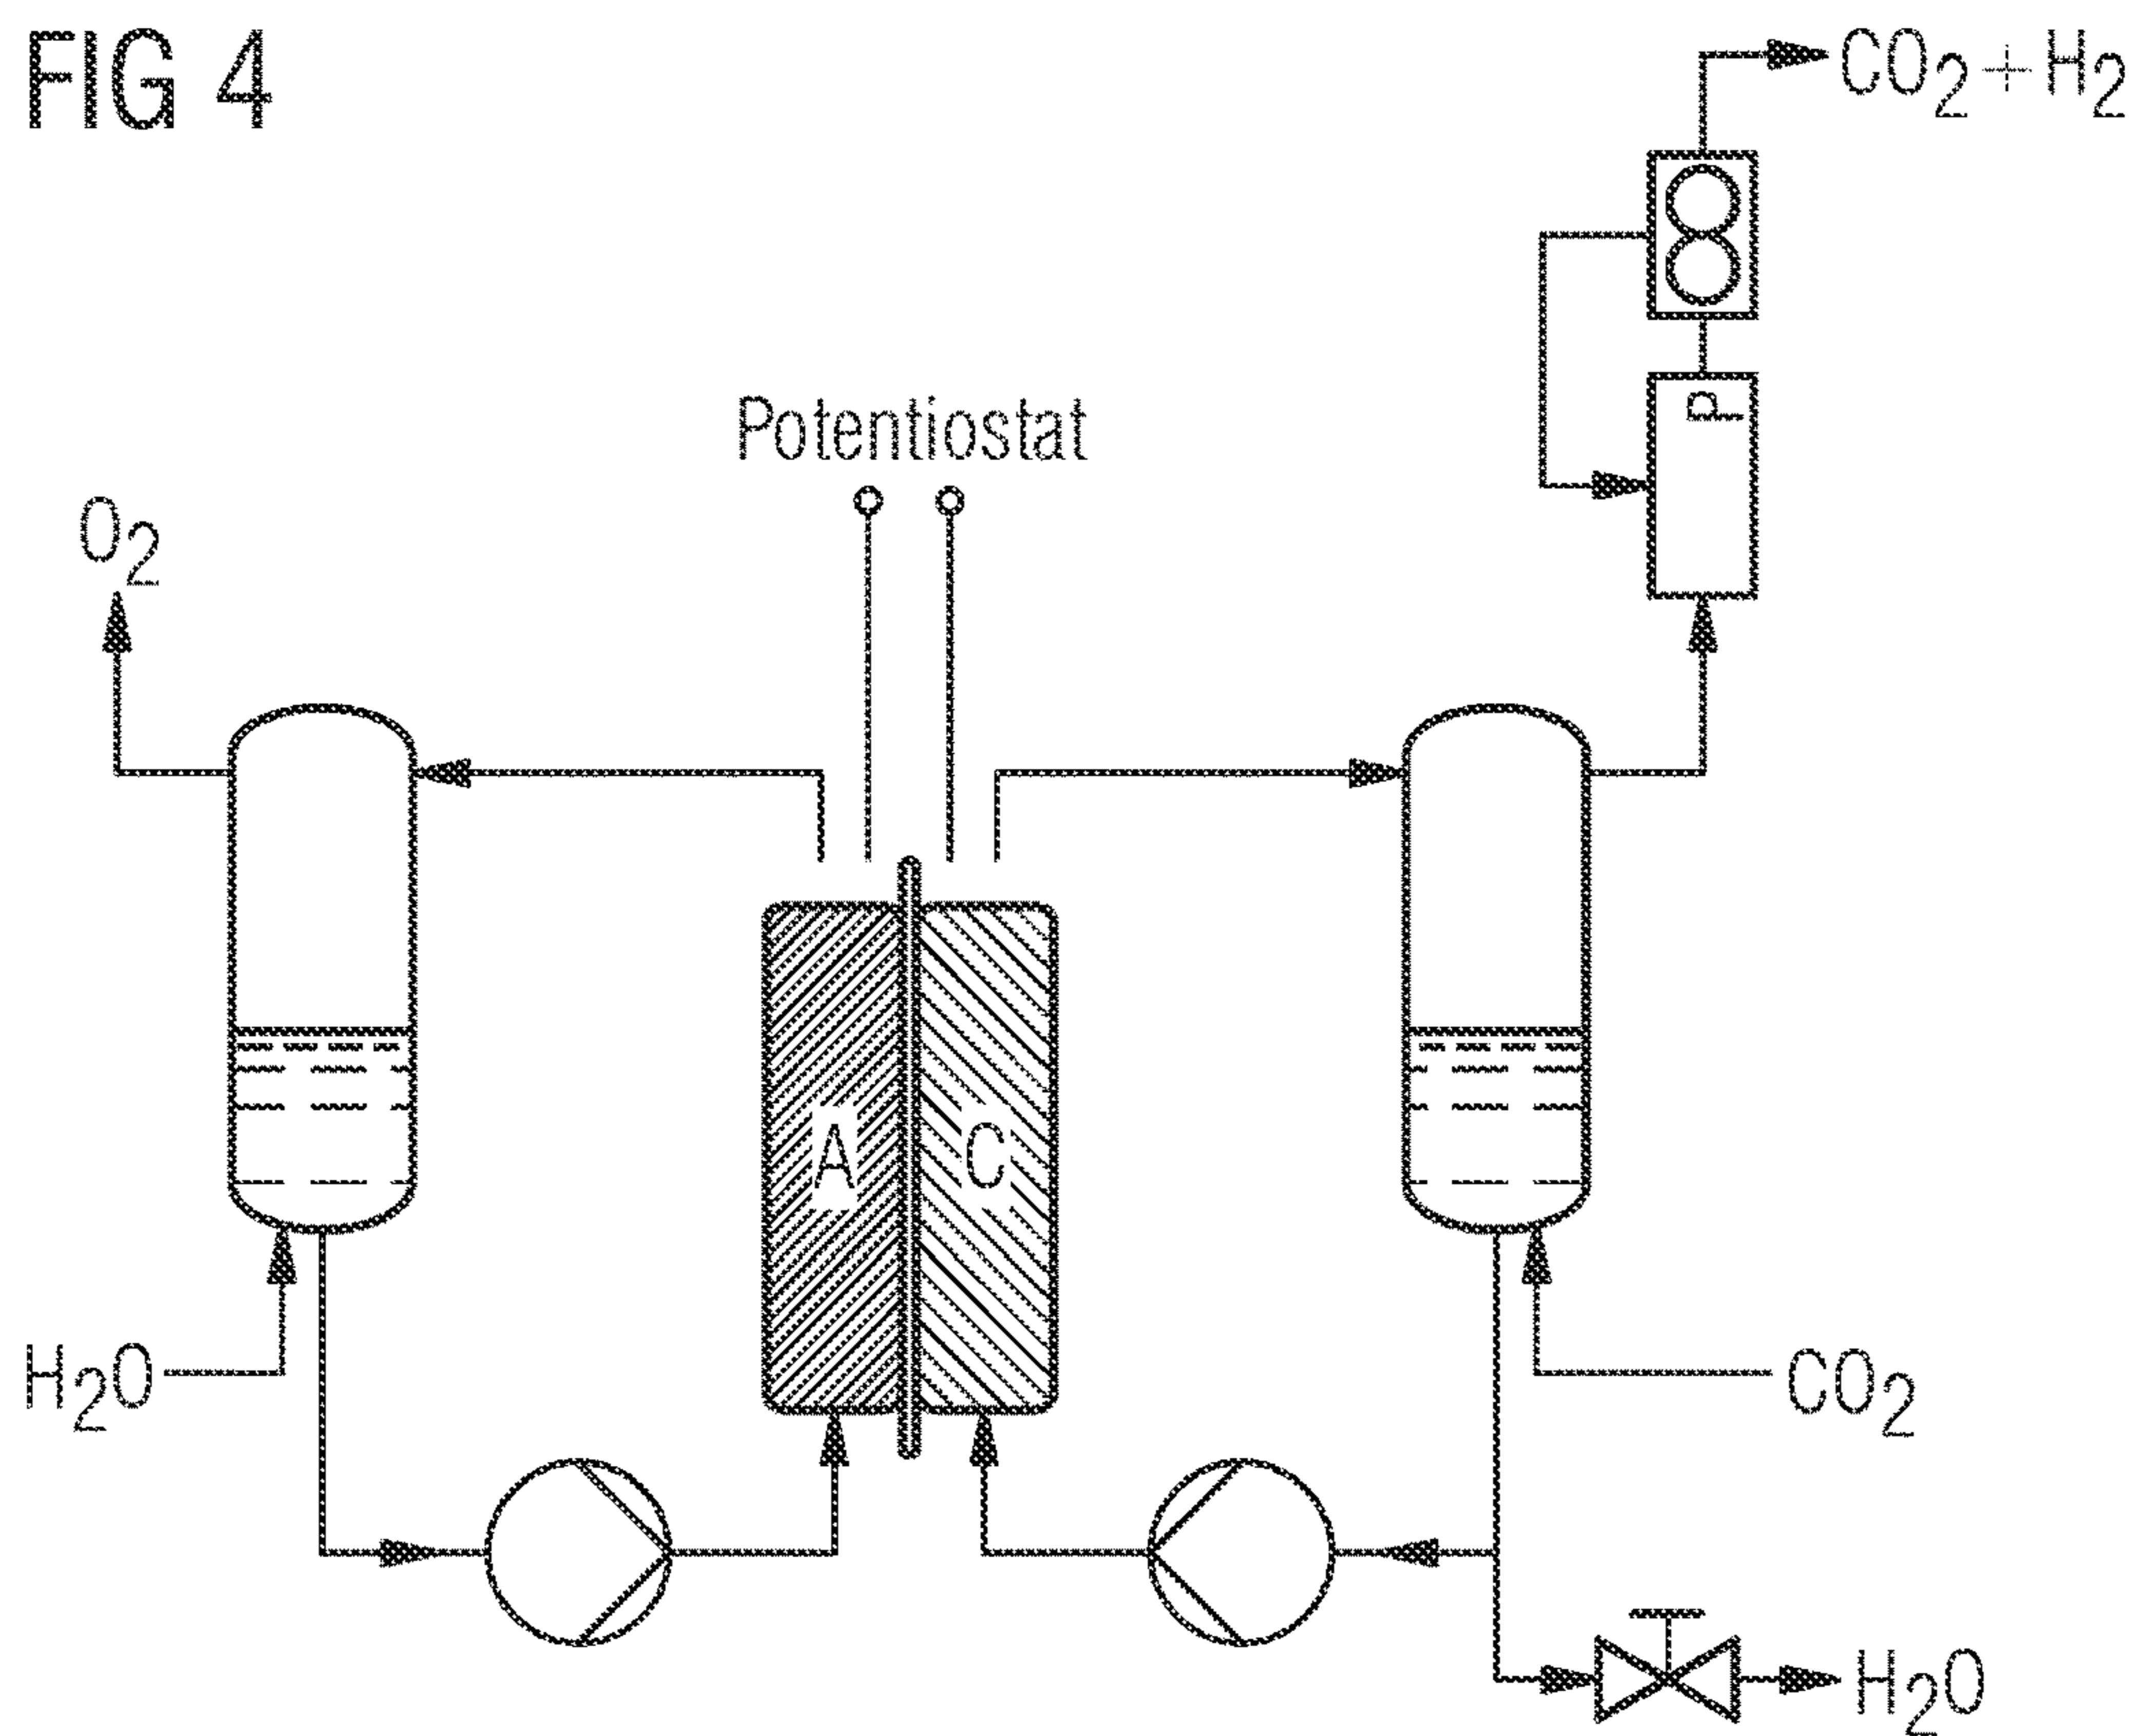 FIG 4
CO₂+H₂
P
Potentiostat
O₂
A
C
H₂O
CO₂
H₂O